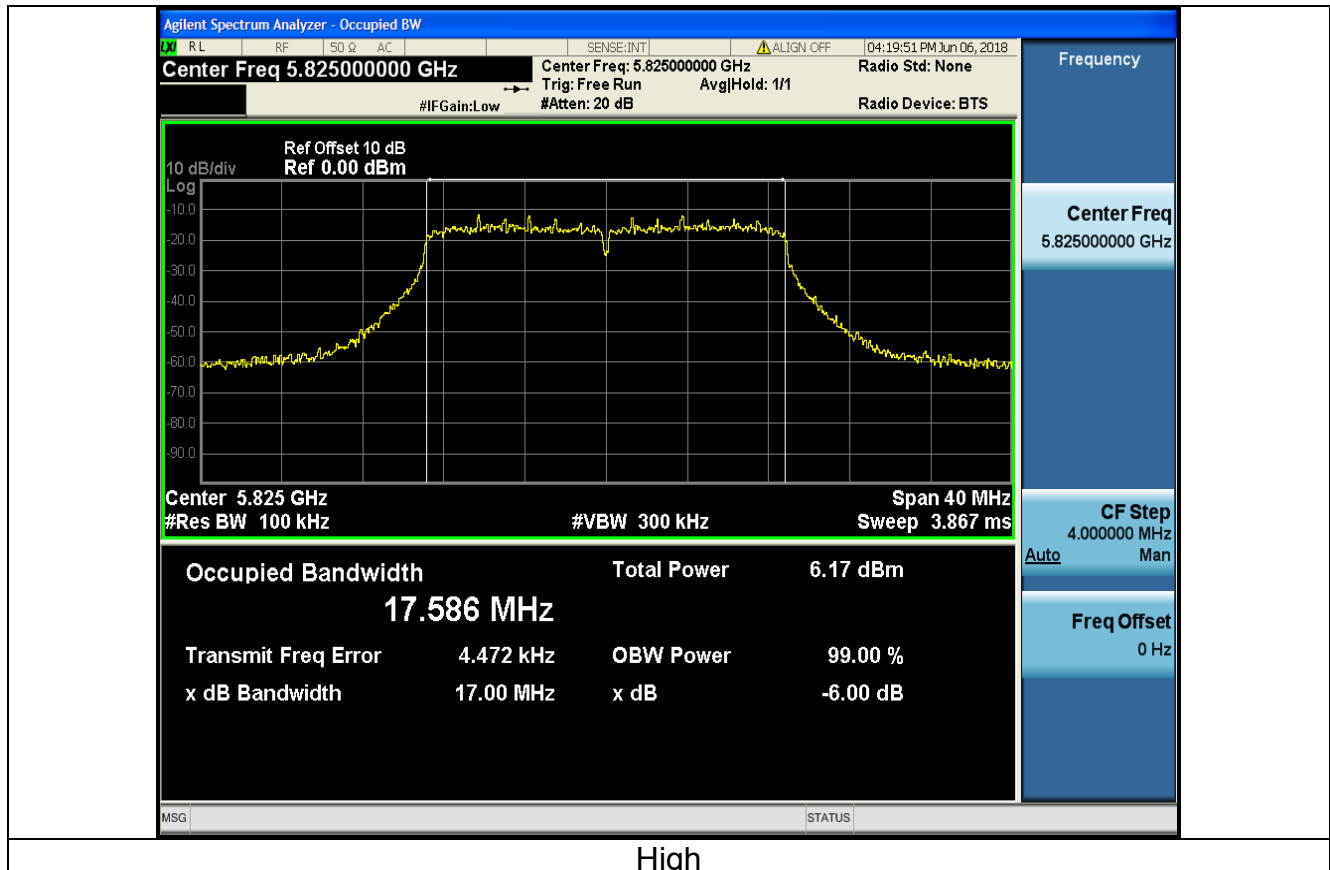 Agilent Spectrum Analyzer - Occupied BW
LXI RL RF 50 Ω AC SENSE:INT ALIGN OFF 04:19:51 PM Jun 06, 2018
Center Freq 5.825000000 GHz Center Freq: 5.825000000 GHz Radio Std: None
Trig: Free Run Avg|Hold: 1/1
#IFGain:Low #Atten: 20 dB Radio Device: BTS
Frequency
Ref Offset 10 dB
10 dB/div Ref 0.00 dBm
Log
-10.0
-20.0
-30.0
-40.0
-50.0
-60.0
-70.0
-80.0
-90.0
Center 5.825 GHz Span 40 MHz
#Res BW 100 kHz #VBW 300 kHz Sweep 3.867 ms
Occupied Bandwidth Total Power 6.17 dBm
17.586 MHz
Transmit Freq Error 4.472 kHz OBW Power 99.00 %
x dB Bandwidth 17.00 MHz x dB -6.00 dB
Center Freq
5.825000000 GHz
CF Step
4.000000 MHz
Auto Man
Freq Offset
0 Hz
MSG STATUS
High